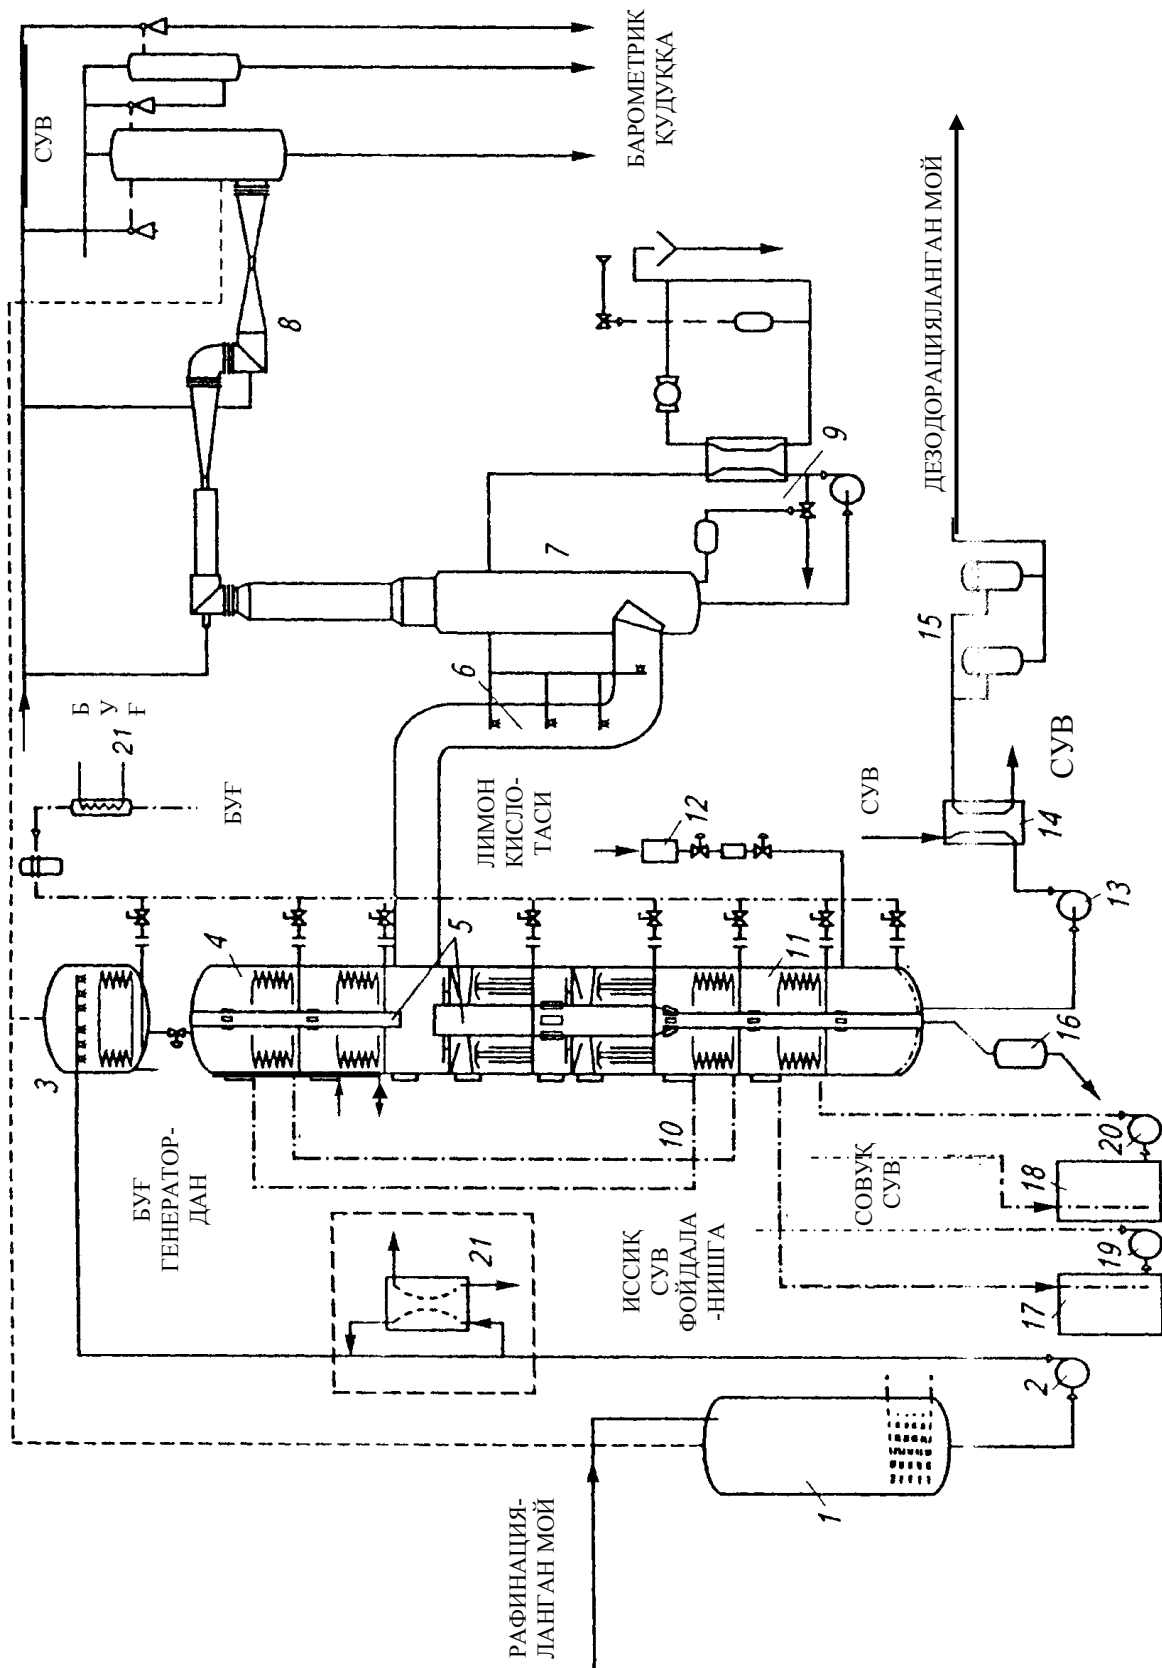 СУВ
БАРОМЕТРИК
ҚУДУҚҚА
8
9
7
6
ДЕЗОДОРАЦИЯЛАНГАН МОЙ
15
Б
У
Ғ
21
БУҒ
ЛИМОН
КИСЛО-
ТАСИ
12
СУВ
СУВ
14
13
3
4
5
11
10
16
БУҒ
ГЕНЕРАТОР-
ДАН
21
ИССИҚ
СУВ
ФОЙДАЛА
-НИШГА
СОВУҚ
СУВ
20
18
19
17
2
1
РАФИНАЦИЯ-
ЛАНГАН МОЙ